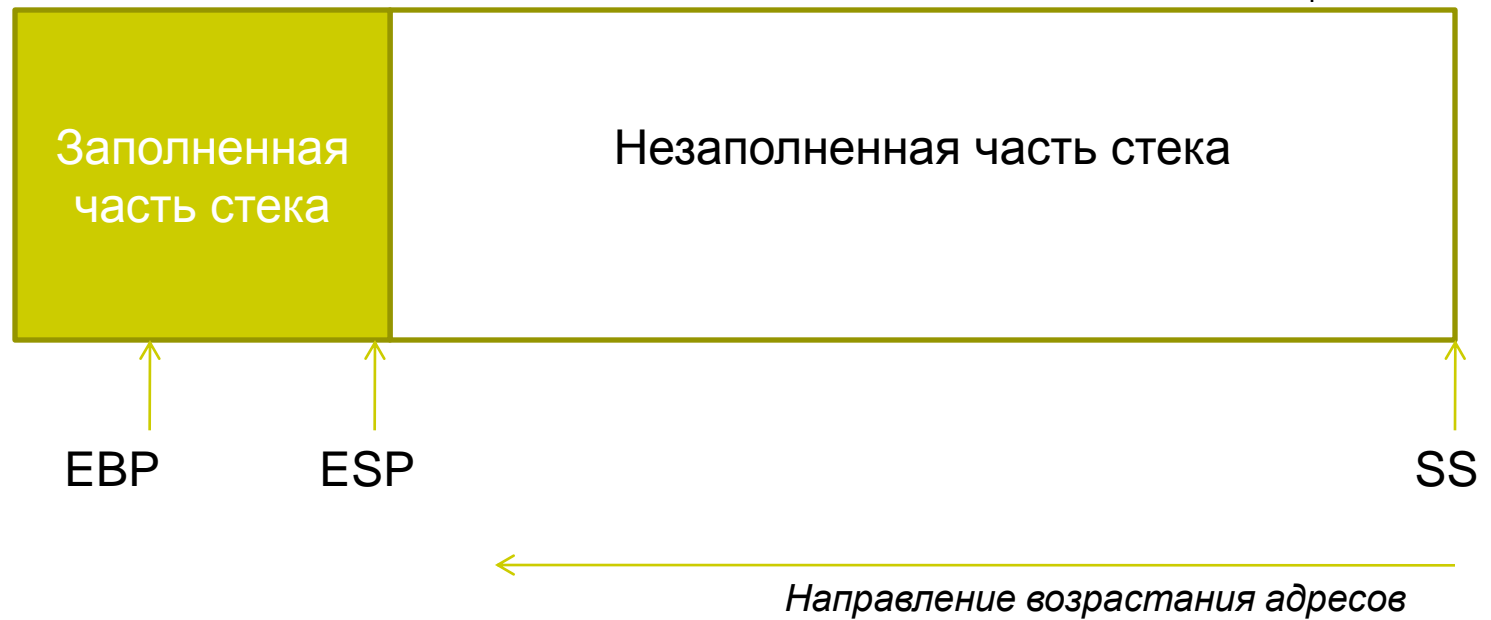 Заполненная
часть стека
Незаполненная часть стека
EBP
ESP
SS
Направление возрастания адресов